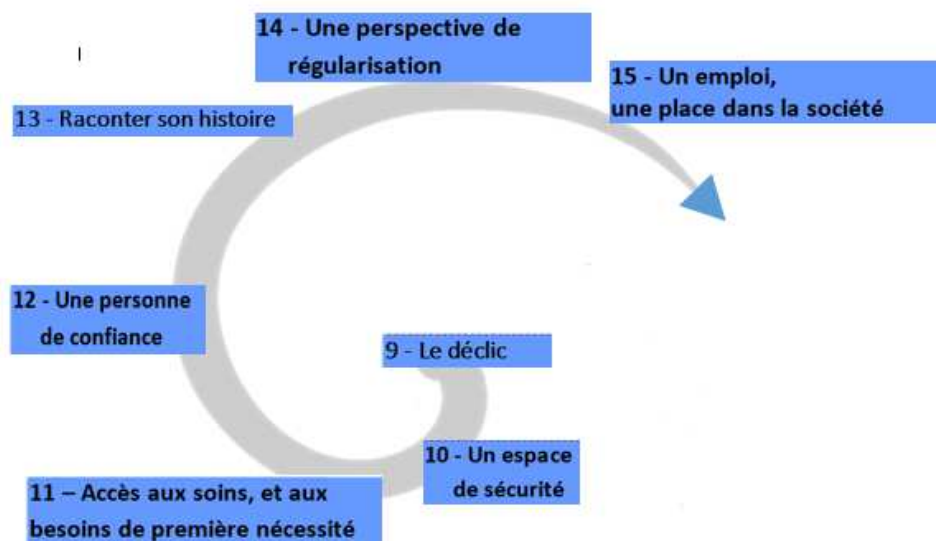 14 - Une perspective de
régularisation
15 - Un emploi,
une place dans la société
13 - Raconter son histoire
12 - Une personne
de confiance
9 - Le déclic
10 - Un espace
de sécurité
11 – Accès aux soins, et aux
besoins de première nécessité